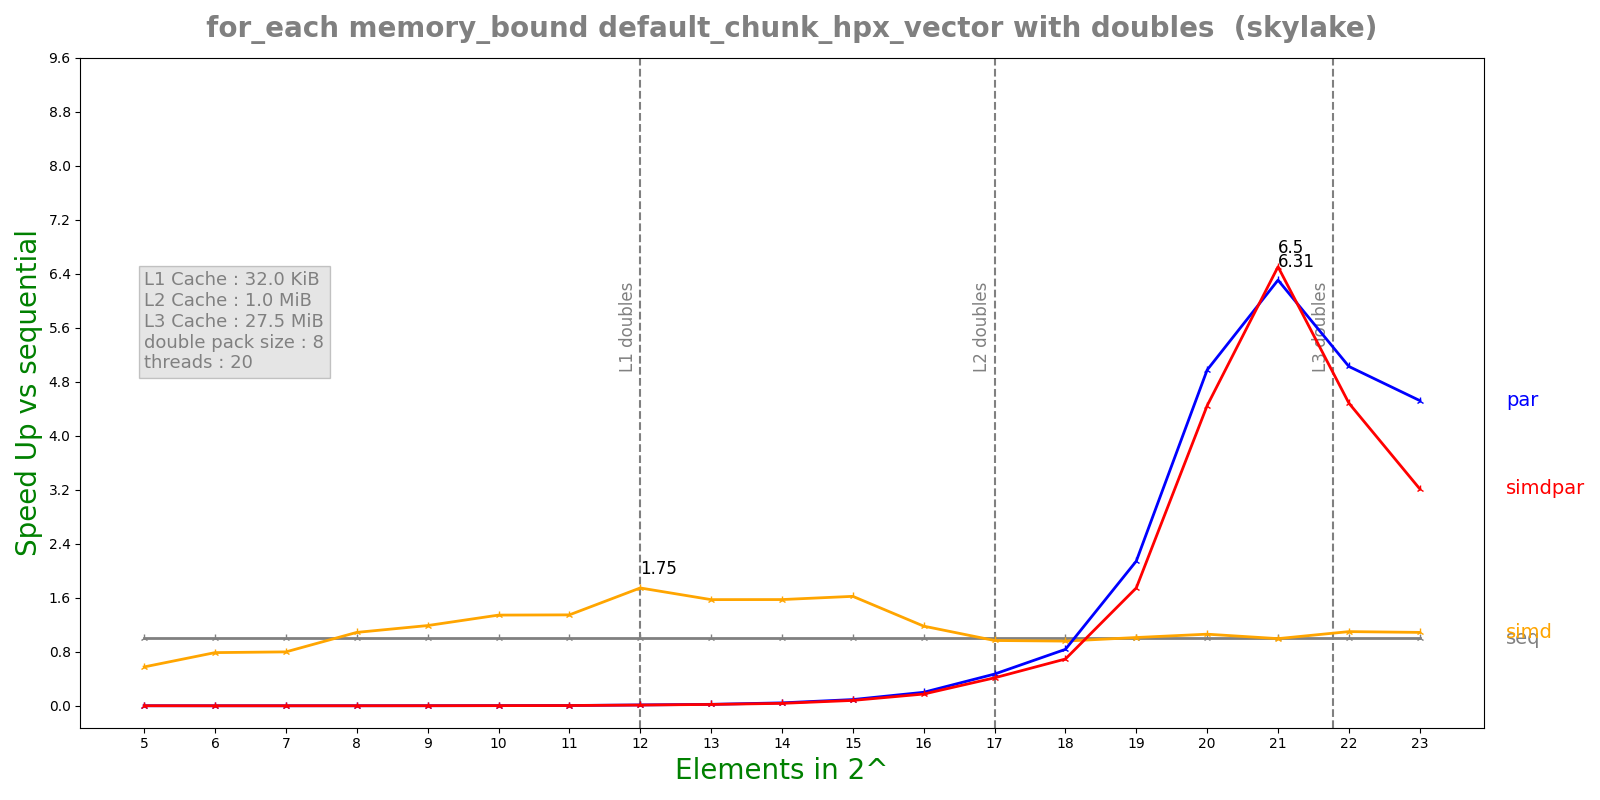 for_each memory_bound default_chunk_hpx_vector with doubles  (skylake)
Speed Up vs sequential
9.6
8.8
8.0
7.2
6.4
5.6
4.8
4.0
3.2
2.4
1.6
0.8
0.0
L1 Cache : 32.0 KiB
L2 Cache : 1.0 MiB
L3 Cache : 27.5 MiB
double pack size : 8
threads : 20
L1 doubles
L2 doubles
L3 doubles
6.5
6.31
1.75
par
simdpar
simd
seq
5 6 7 8 9 10 11 12 13 14 15 16 17 18 19 20 21 22 23
Elements in 2^